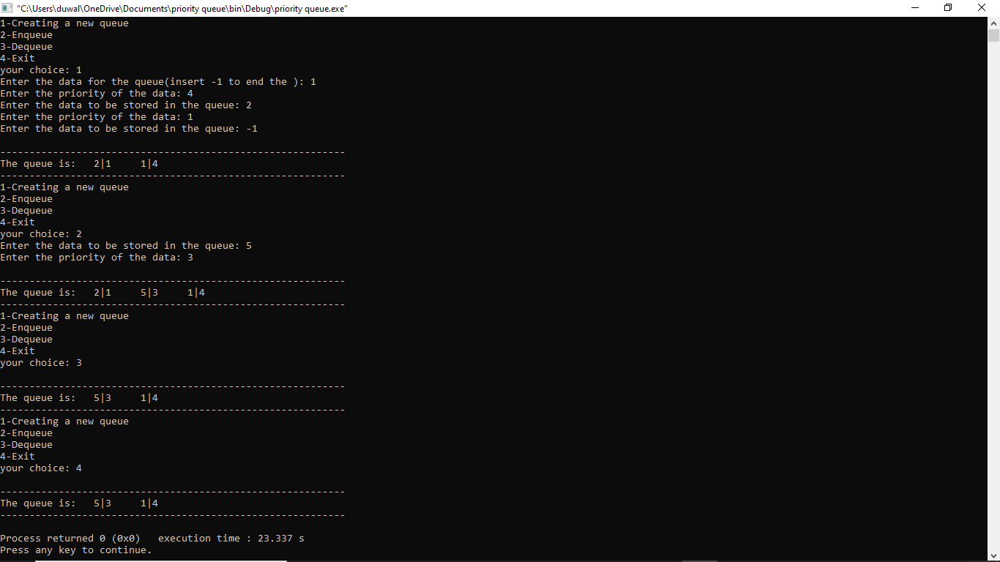 "C:\Users\duwal\OneDrive\Documents\priority queue\bin\Debug\priority queue.exe"
1-Creating a new queue
2-Enqueue
3-Dequeue
4-Exit
your choice: 1
Enter the data for the queue(insert -1 to end the ): 1
Enter the priority of the data: 4
Enter the data to be stored in the queue: 2
Enter the priority of the data: 1
Enter the data to be stored in the queue: -1
-----------------------------------------------------------
The queue is:   2|1     1|4
-----------------------------------------------------------
1-Creating a new queue
2-Enqueue
3-Dequeue
4-Exit
your choice: 2
Enter the data to be stored in the queue: 5
Enter the priority of the data: 3
-----------------------------------------------------------
The queue is:   2|1     5|3     1|4
-----------------------------------------------------------
1-Creating a new queue
2-Enqueue
3-Dequeue
4-Exit
your choice: 3
-----------------------------------------------------------
The queue is:   5|3     1|4
-----------------------------------------------------------
1-Creating a new queue
2-Enqueue
3-Dequeue
4-Exit
your choice: 4
-----------------------------------------------------------
The queue is:   5|3     1|4
-----------------------------------------------------------
Process returned 0 (0x0)   execution time : 23.337 s
Press any key to continue.